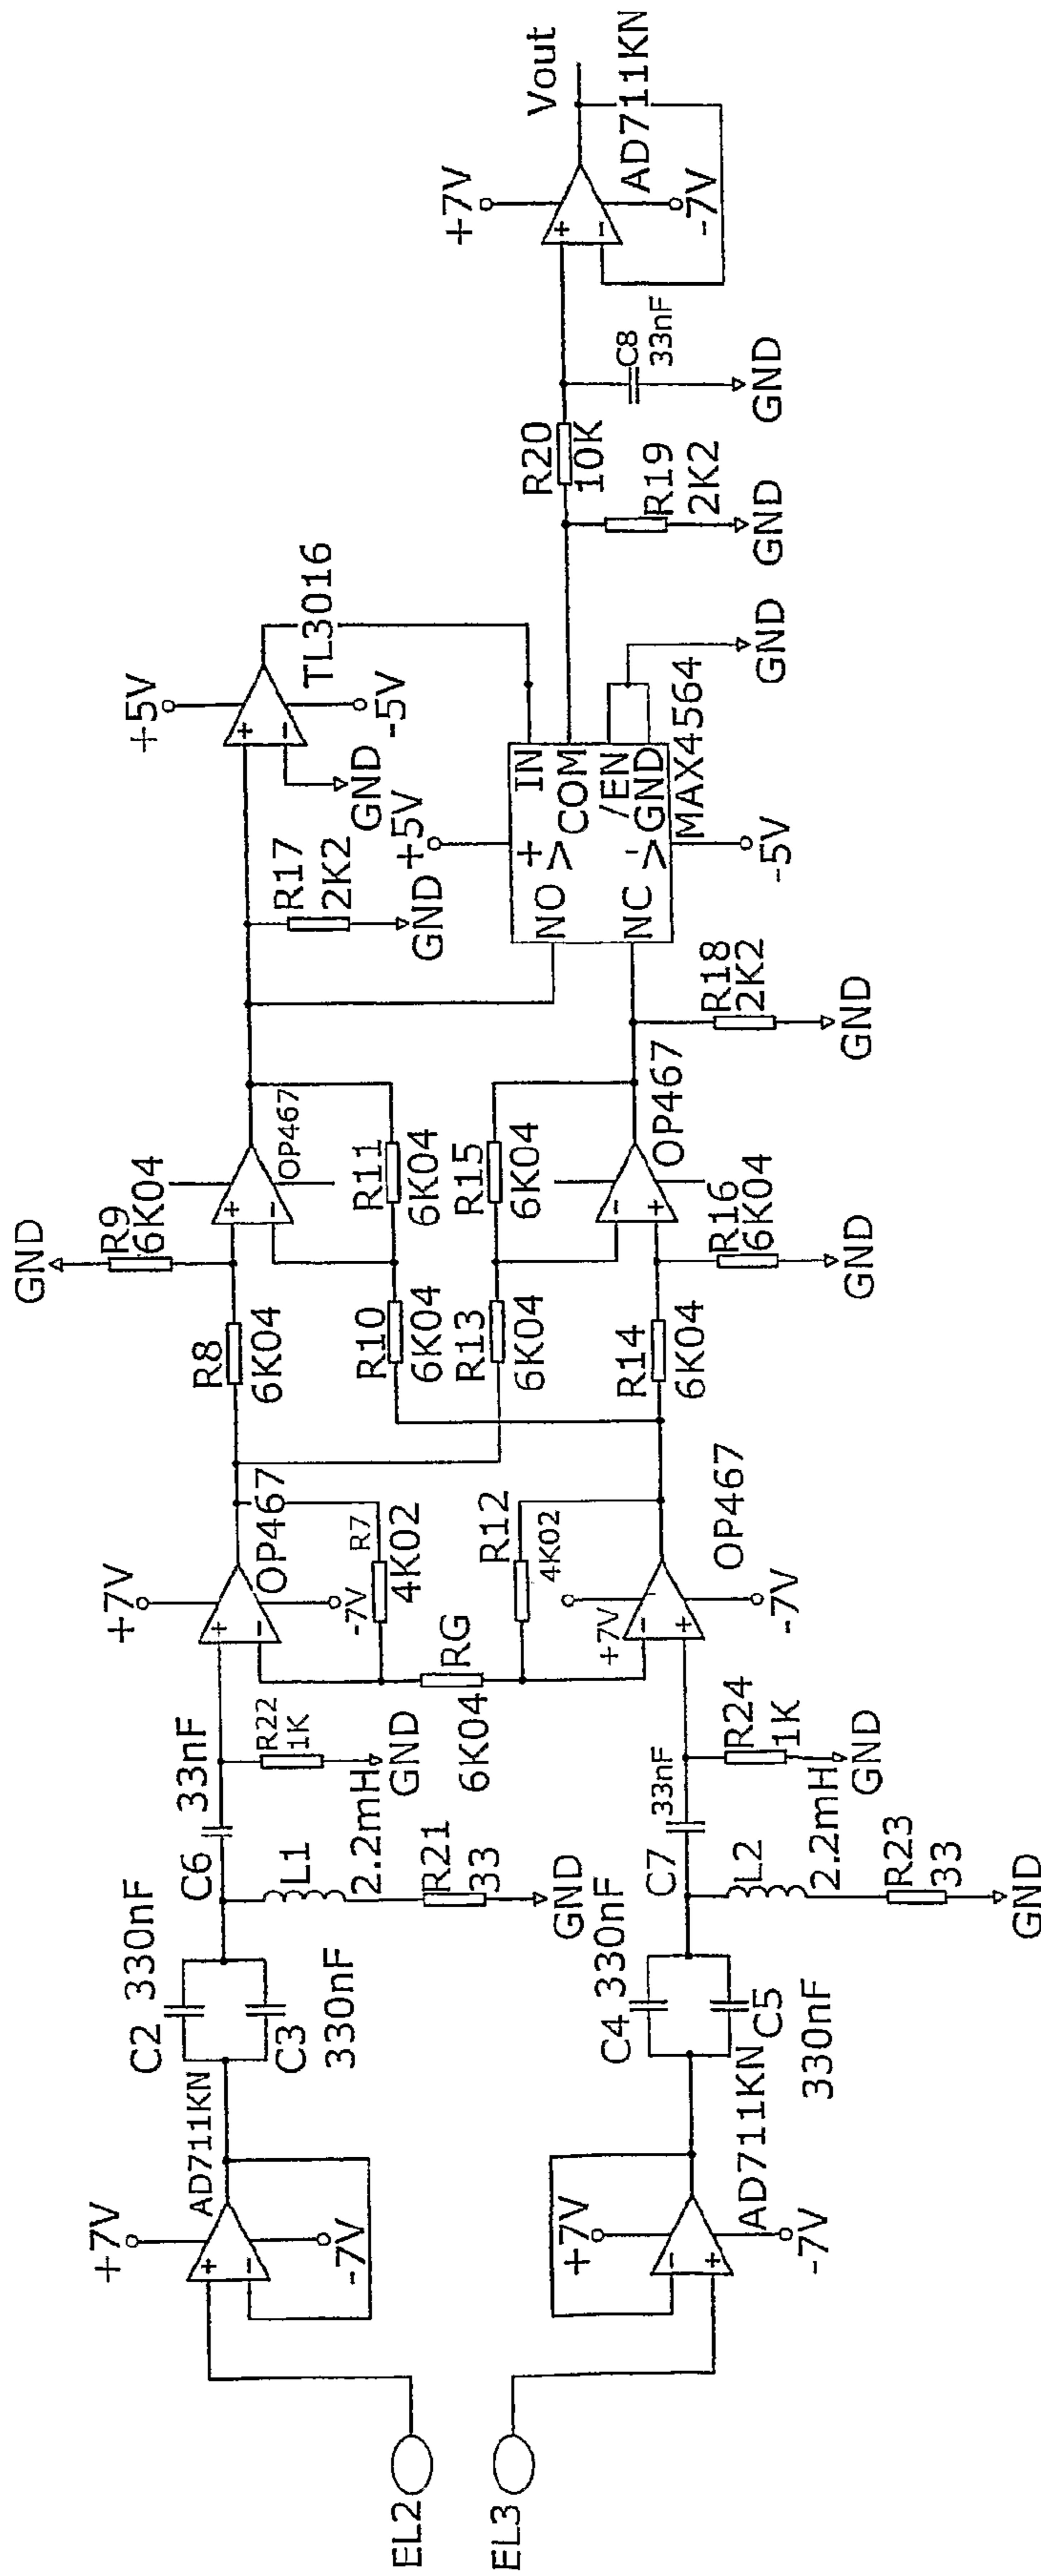 EL2
EL3
+7V
AD711KN
-7V
+7V
AD711KN
-7V
C2 330nF
C3
330nF
C4 330nF
C5
330nF
C6 33nF
L1
2.2mH
R21
33
GND
R22
1K
GND
C7 33nF
L2
2.2mH
R23
33
GND
R24
1K
GND
+7V
OP467
-7V
R7
4K02
RG
6K04
R12
4K02
+7V
OP467
-7V
R8
6K04
GND
R9
6K04
OP467
R10
6K04
R11
6K04
R13
6K04
R15
6K04
R14
6K04
R16
6K04
GND
OP467
R17
2K2
GND
R18
2K2
GND
+5V
TL3016
-5V
GND
+5V
NO
NC
+
V
-
V
IN
COM
/EN
GND
MAX4564
-5V
GND
R19
2K2
GND
R20
10K
C8
33nF
GND
+7V
AD711KN
-7V
Vout
+
-
+
-
+
-
+
-
+
-
+
-
+
-
+
-